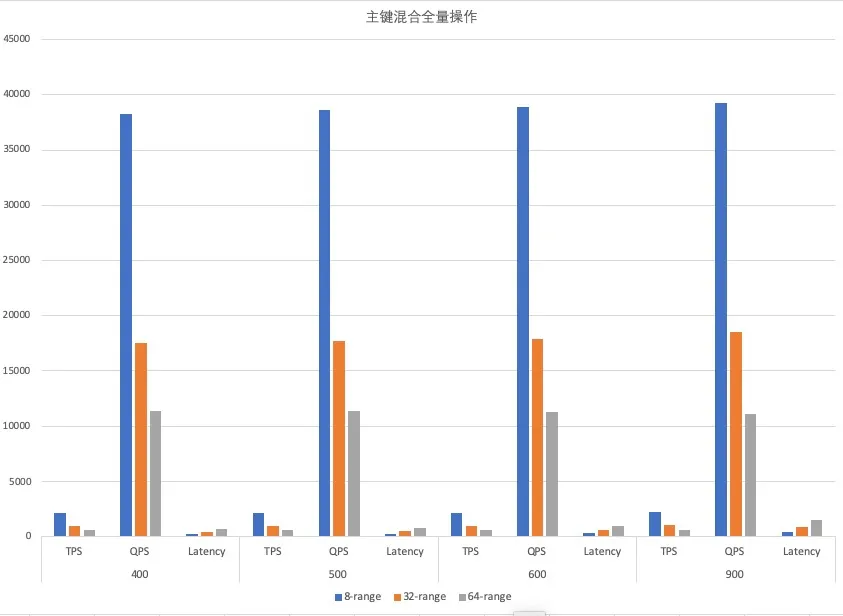 主键混合全量操作
45000
40000
35000
30000
25000
20000
15000
10000
5000
0
TPS QPS Latency TPS QPS Latency TPS QPS Latency TPS QPS Latency
400 500 600 900
8-range 32-range 64-range